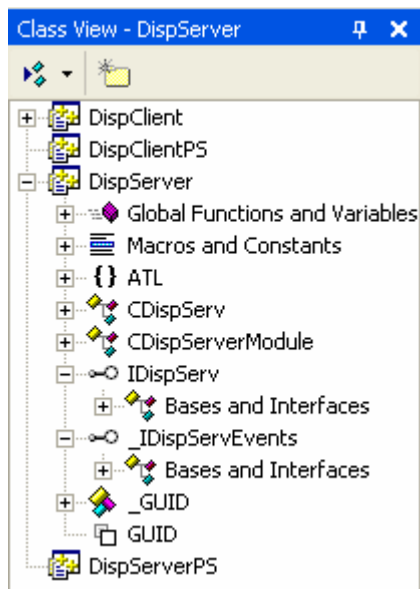 Class View - DispServer
DispClient
DispClientPS
DispServer
Global Functions and Variables
Macros and Constants
{} ATL
CDispServ
CDispServerModule
IDispServ
Bases and Interfaces
_IDispServEvents
Bases and Interfaces
_GUID
GUID
DispServerPS